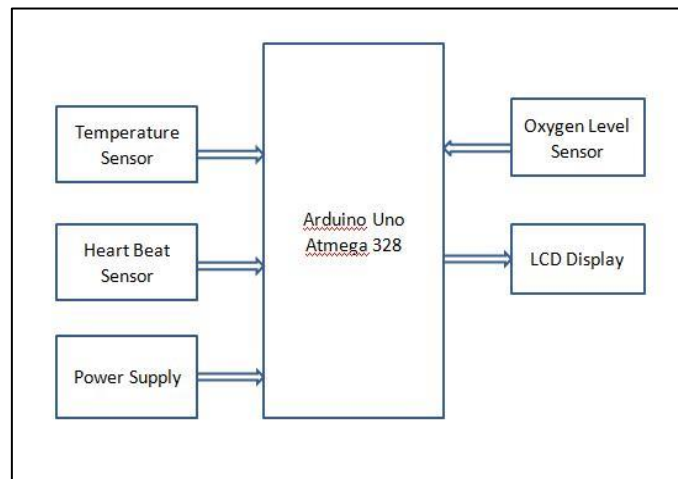 Temperature
Sensor
Heart Beat
Sensor
Power Supply
Arduino Uno
Atmega 328
Oxygen Level
Sensor
LCD Display